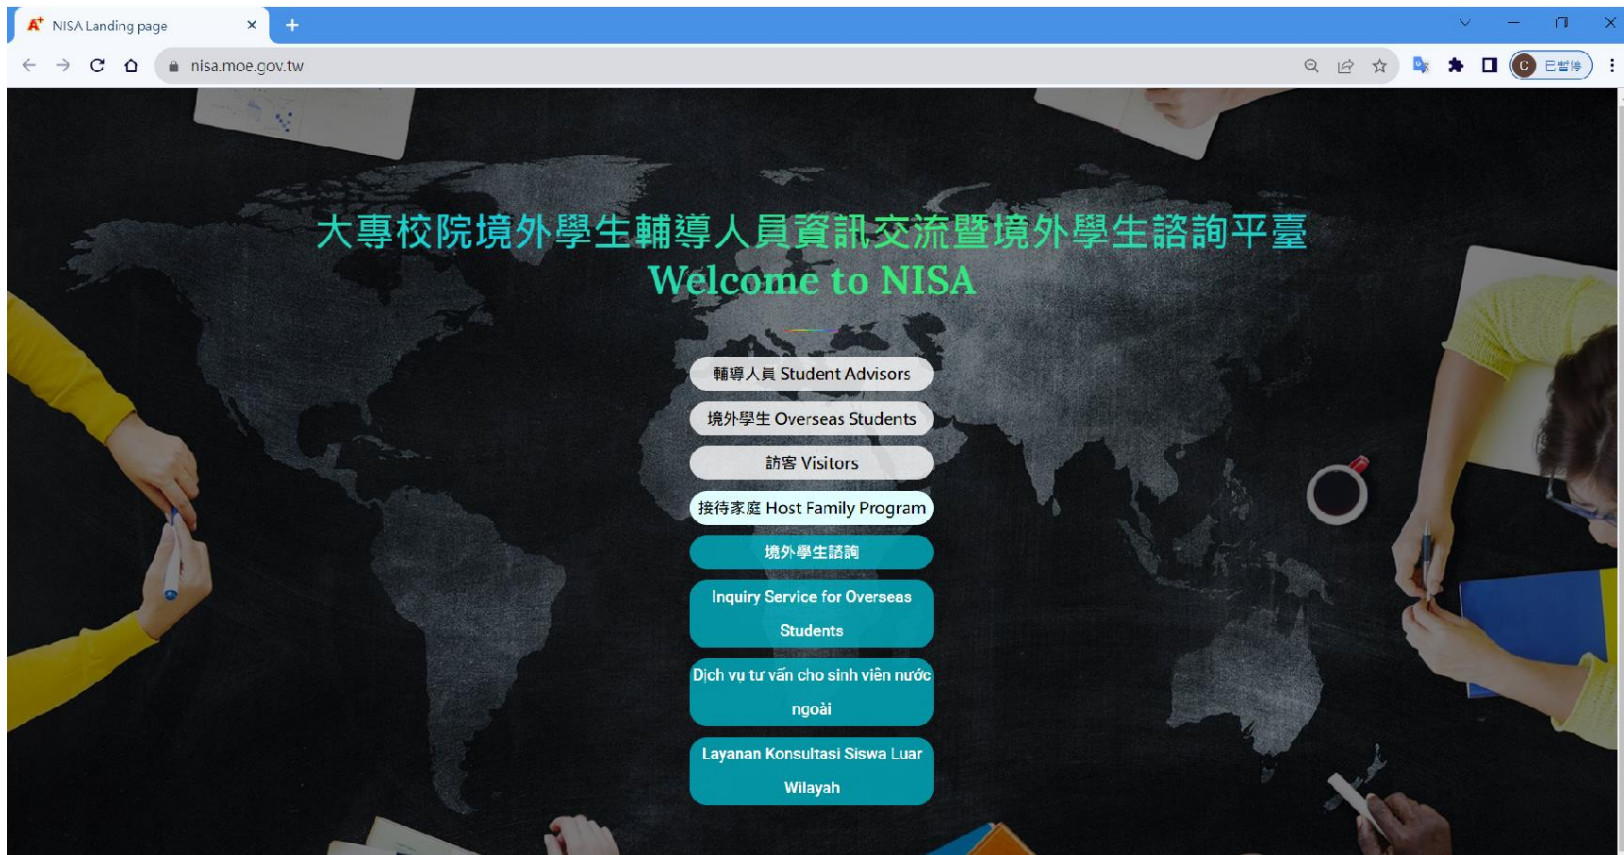 NISA Landing page
nisa.moe.gov.tw
C 已暫停
大專校院境外學生輔導人員資訊交流暨境外學生諮詢平臺
Welcome to NISA
輔導人員 Student Advisors
境外學生 Overseas Students
訪客 Visitors
接待家庭 Host Family Program
境外學生諮詢
Inquiry Service for Overseas
Students
Dịch vụ tư vấn cho sinh viên nước
ngoài
Layanan Konsultasi Siswa Luar
Wilayah